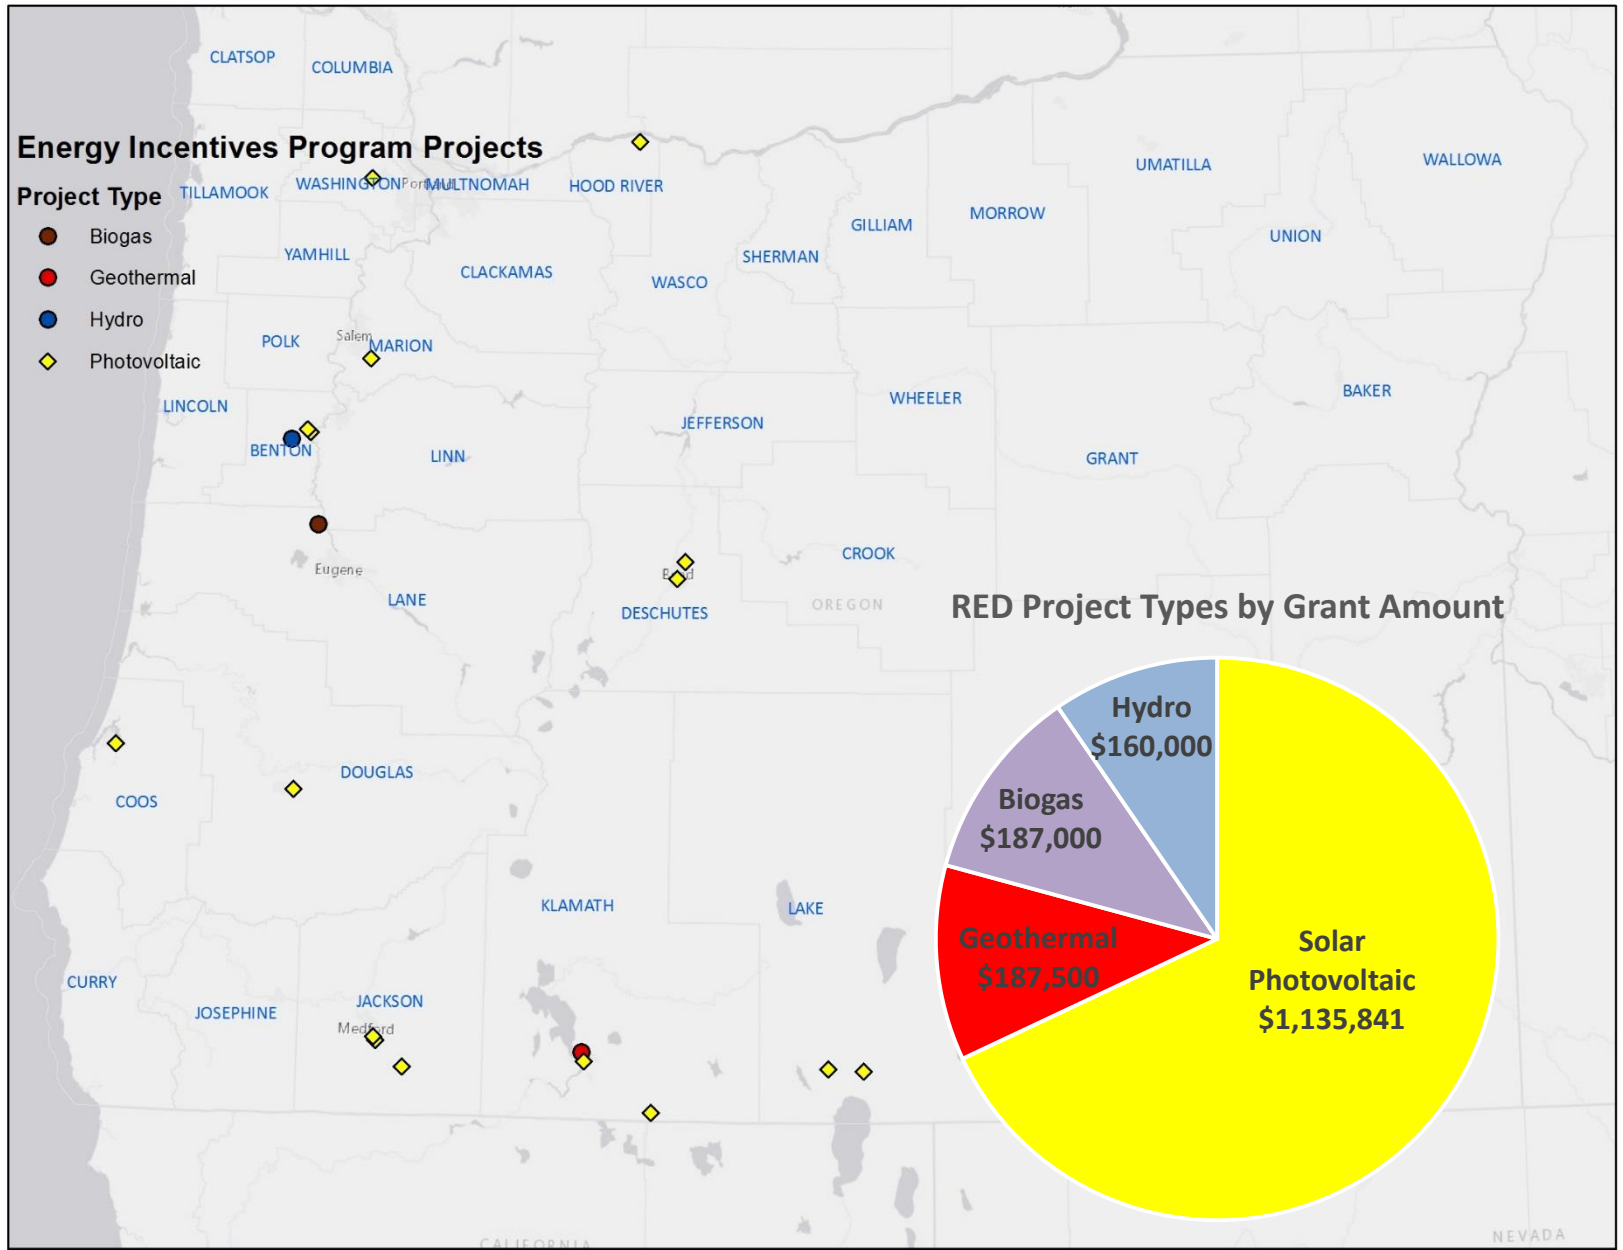 CLATSOP
COLUMBIA
Energy Incentives Program Projects
Project Type
Biogas
Geothermal
Hydro
Photovoltaic
TILLAMOOK
WASHINGTON
Portland
MULTNOMAH
HOOD RIVER
UMATILLA
WALLOWA
GILLIAM
MORROW
UNION
YAMHILL
CLACKAMAS
WASCO
SHERMAN
POLK
Salem
MARION
LINCOLN
JEFFERSON
WHEELER
BAKER
BENTON
LINN
GRANT
Eugene
LANE
Bend
DESCHUTES
CROOK
OREGON
RED Project Types by Grant Amount
Hydro
$160,000
Biogas
$187,000
Geothermal
$187,500
Solar
Photovoltaic
$1,135,841
DOUGLAS
COOS
KLAMATH
LAKE
CURRY
JOSEPHINE
JACKSON
Medford
CALIFORNIA
NEVADA